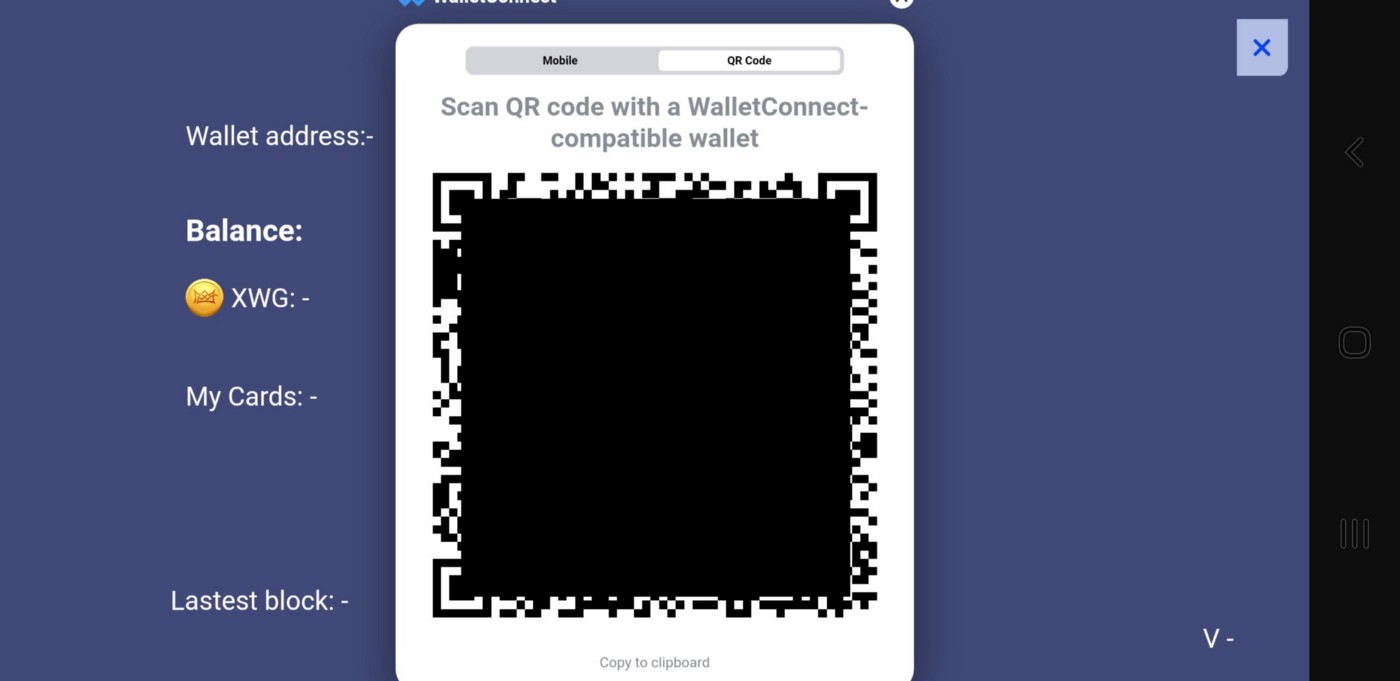 WalletConnect
Mobile
QR Code
Scan QR code with a WalletConnect-
compatible wallet
Wallet address:-
Balance:
XWG: -
My Cards: -
Lastest block: -
V -
Copy to clipboard